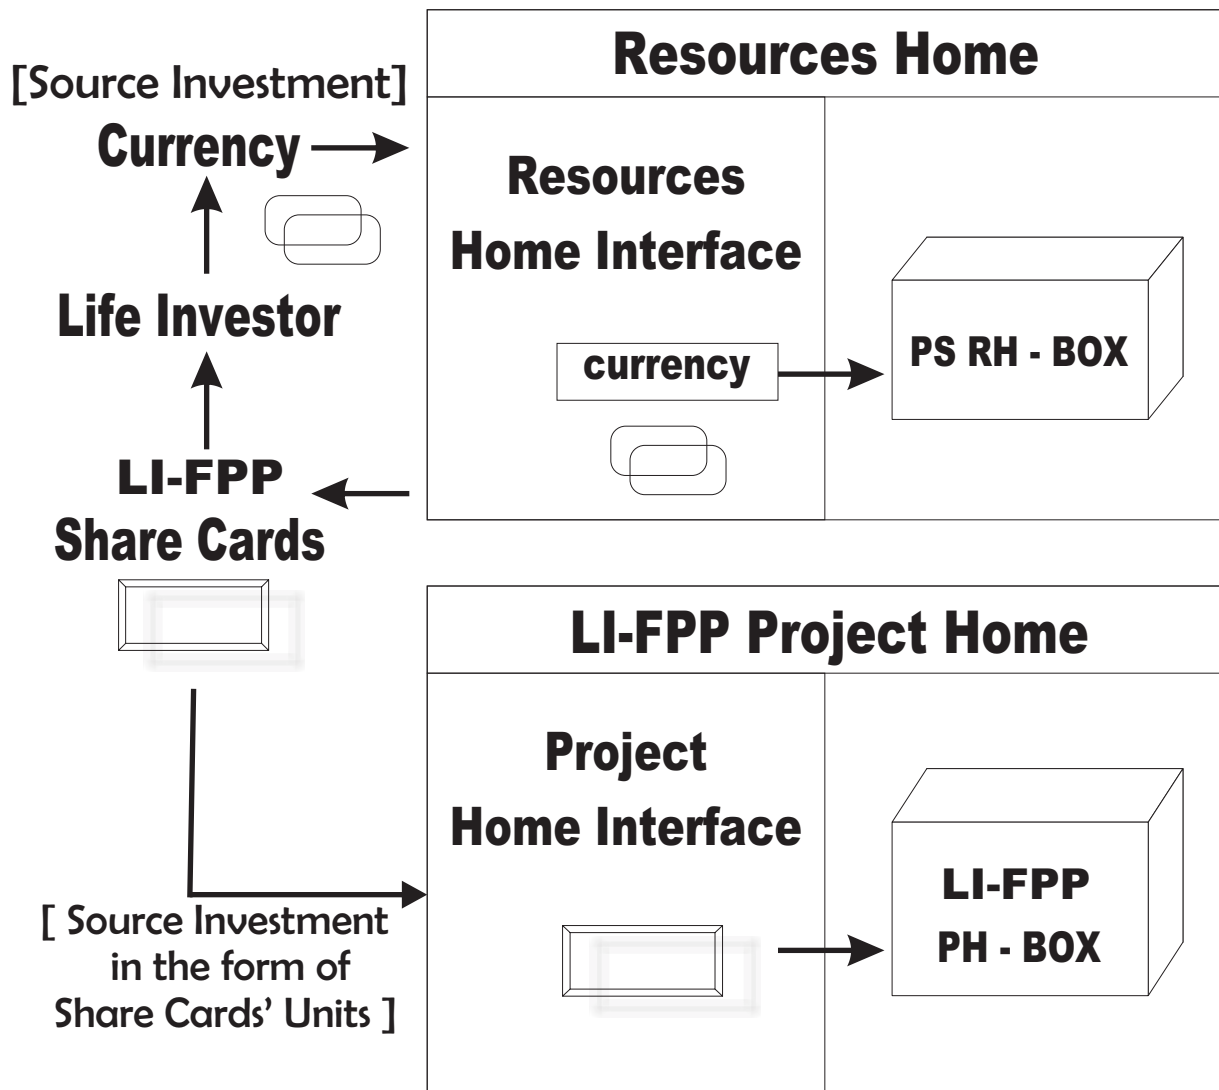 [Source Investment]
Currency
Life Investor
LI-FPP
Share Cards
[ Source Investment
in the form of
Share Cards' Units ]
Resources Home
Resources
Home Interface
currency
PS RH - BOX
LI-FPP Project Home
Project
Home Interface
LI-FPP
PH - BOX